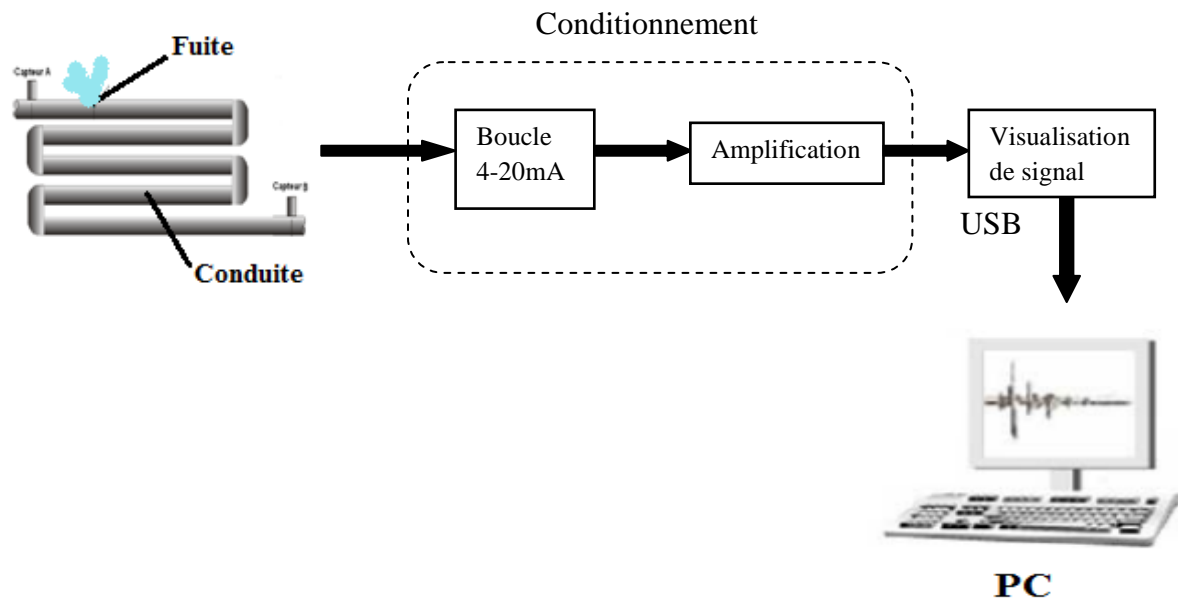 Conditionnement
Fuite
Capteur A
Boucle
4-20mA
Amplification
Visualisation
de signal
Capteur B
USB
Conduite
PC